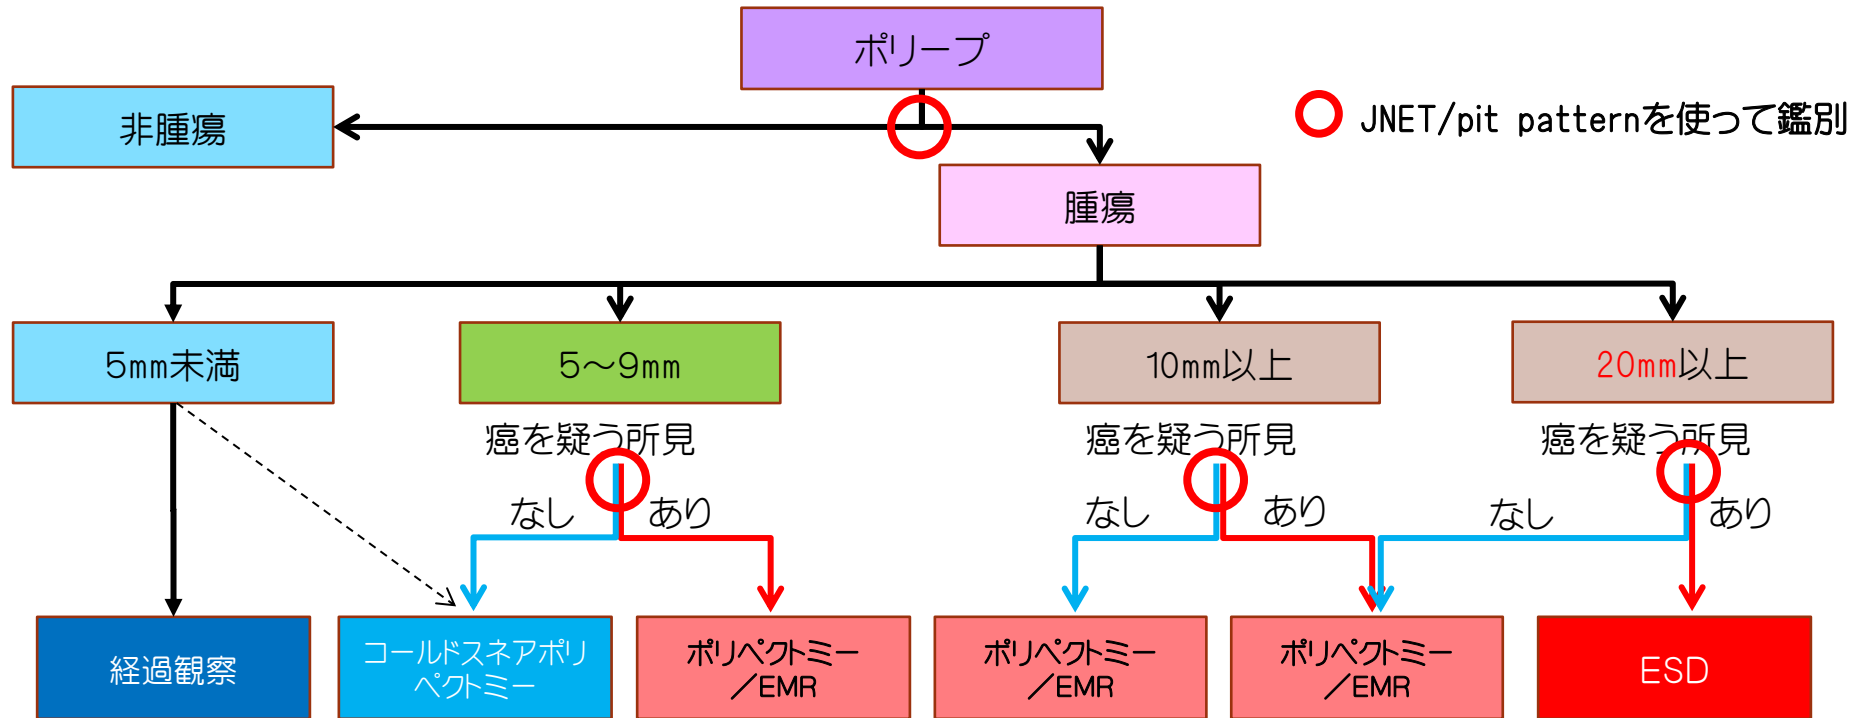 ポリープ
非腫瘍
JNET/pit patternを使って鑑別
腫瘍
5mm未満
5～9mm
10mm以上
20mm以上
癌を疑う所見
癌を疑う所見
癌を疑う所見
なし
あり
なし
あり
なし
あり
経過観察
コールドスネアポリ
ペクトミー
ポリペクトミー
／EMR
ポリペクトミー
／EMR
ポリペクトミー
／EMR
ESD